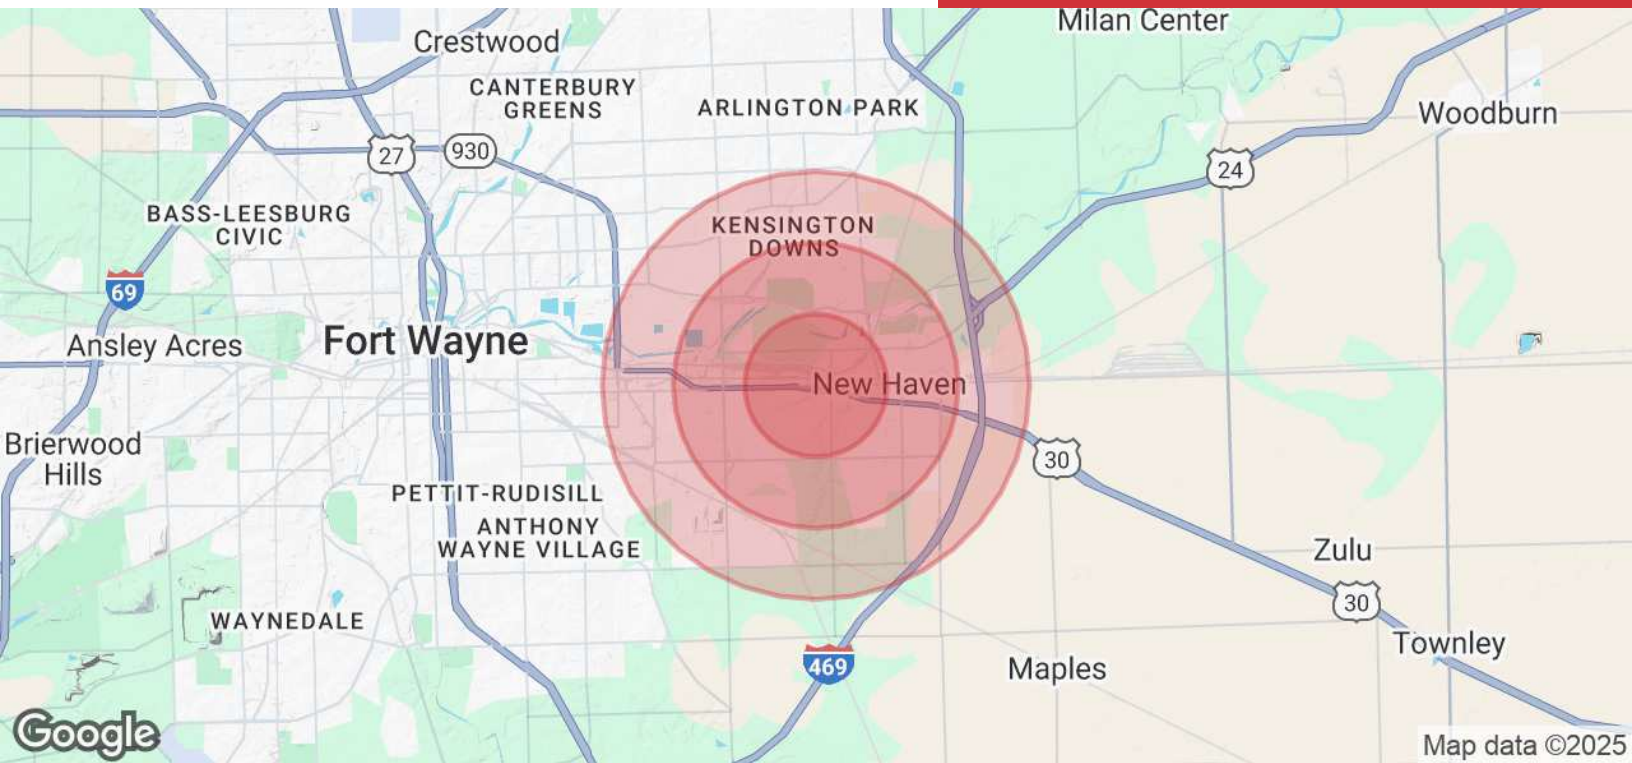 Milan Center
Crestwood
CANTERBURY
GREENS
ARLINGTON PARK
Woodburn
27
930
24
BASS-LEESBURG
CIVIC
KENSINGTON
DOWNS
69
Ansley Acres
Fort Wayne
New Haven
Brierwood
Hills
30
PETTIT-RUDISILL
ANTHONY
WAYNE VILLAGE
Zulu
30
WAYNEDALE
Townley
469
Maples
Google
Map data ©2025